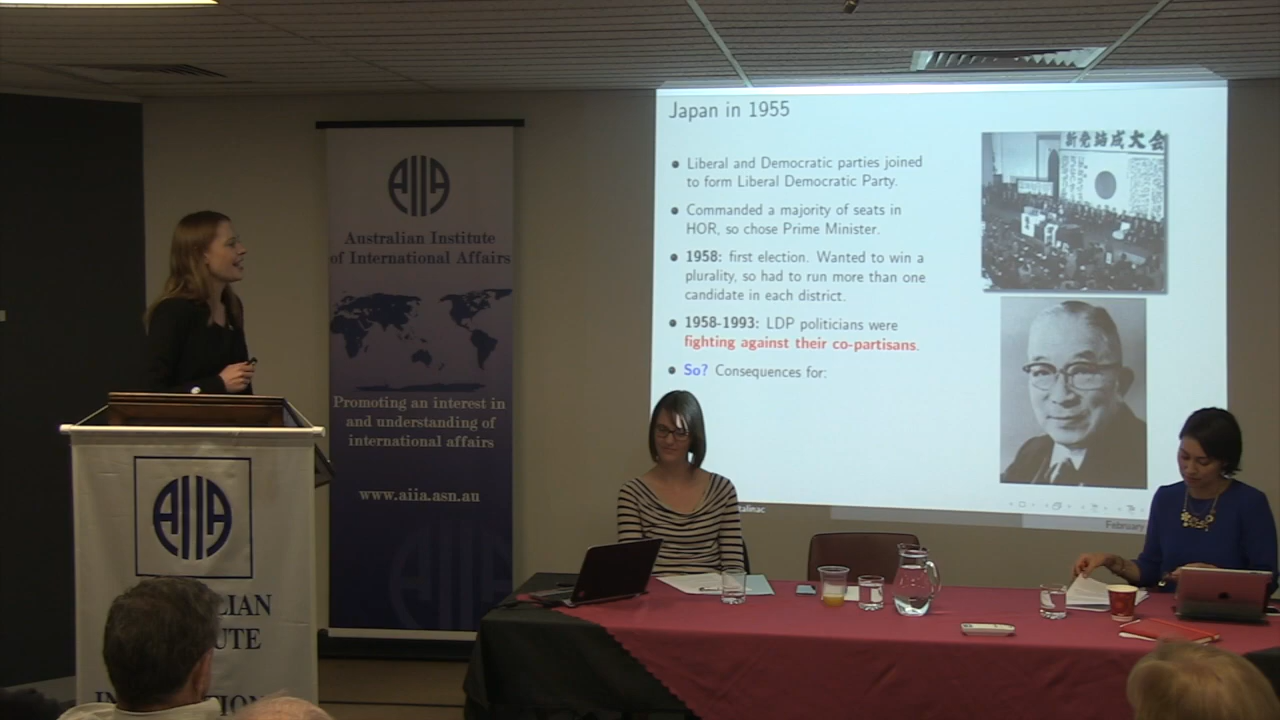 Japan in 1955
Liberal and Democratic parties joined
to form Liberal Democratic Party.
Commanded a majority of seats in
HOR, so chose Prime Minister.
1958: first election. Wanted to win a
plurality, so had to run more than one
candidate in each district.
1958-1993: LDP politicians were
fighting against their co-partisans.
So? Consequences for:
新党結成大会
talinac
February
AIIA
Australian Institute
of International Affairs
Promoting an interest in
and understanding of
international affairs
www.aiia.asn.au
AIIA
AIIA
LIAN
UTE